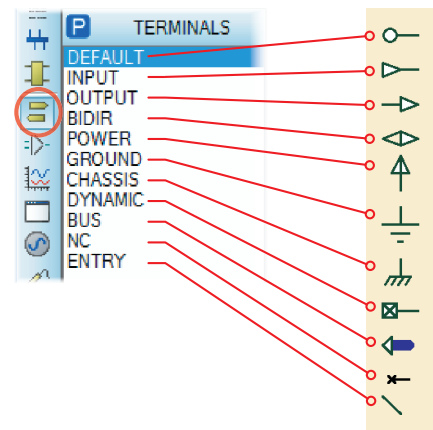 P TERMINALS
DEFAULT
INPUT
OUTPUT
BIDIR
POWER
GROUND
CHASSIS
DYNAMIC
BUS
NC
ENTRY